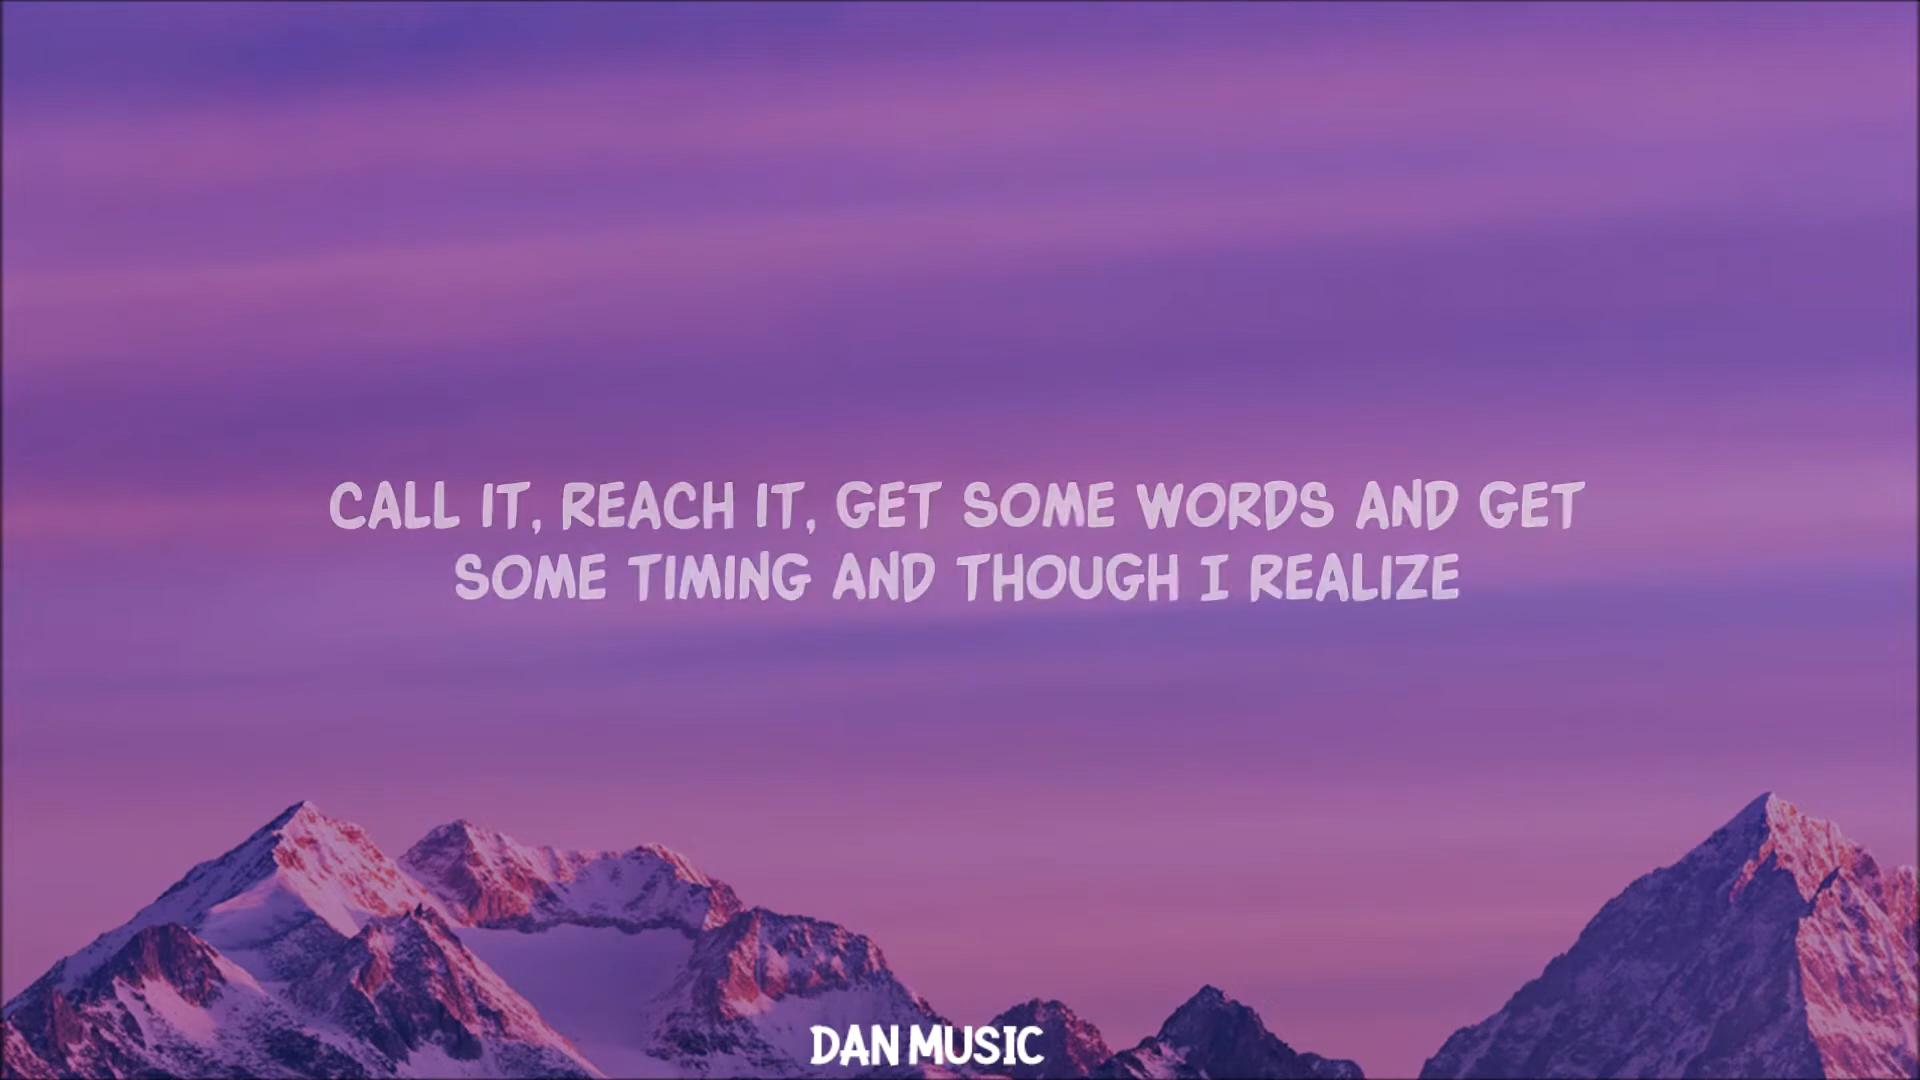 CALL IT, REACH IT, GET SOME WORDS AND GET
SOME TIMING AND THOUGH I REALIZE
DAN MUSIC